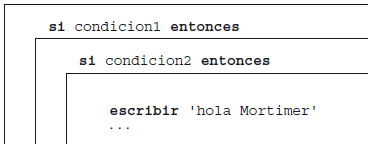 si condicion1 entonces
si condicion2 entonces
escribir 'hola Mortimer'
...